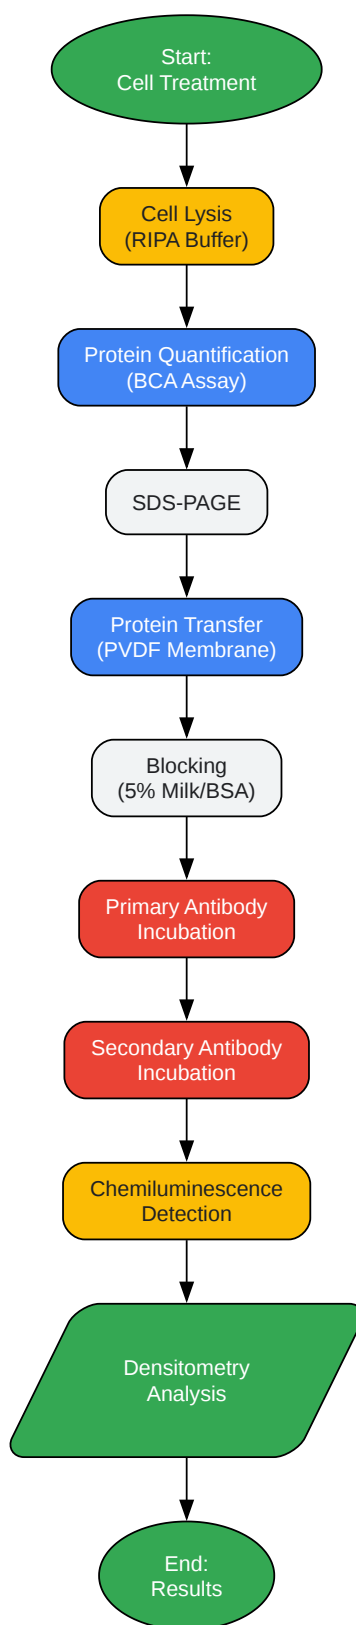 Start:
Cell Treatment
Cell Lysis
(RIPA Buffer)
Protein Quantification
(BCA Assay)
SDS-PAGE
Protein Transfer
(PVDF Membrane)
Blocking
(5% Milk/BSA)
Primary Antibody
Incubation
Secondary Antibody
Incubation
Chemiluminescence
Detection
Densitometry
Analysis
End:
Results